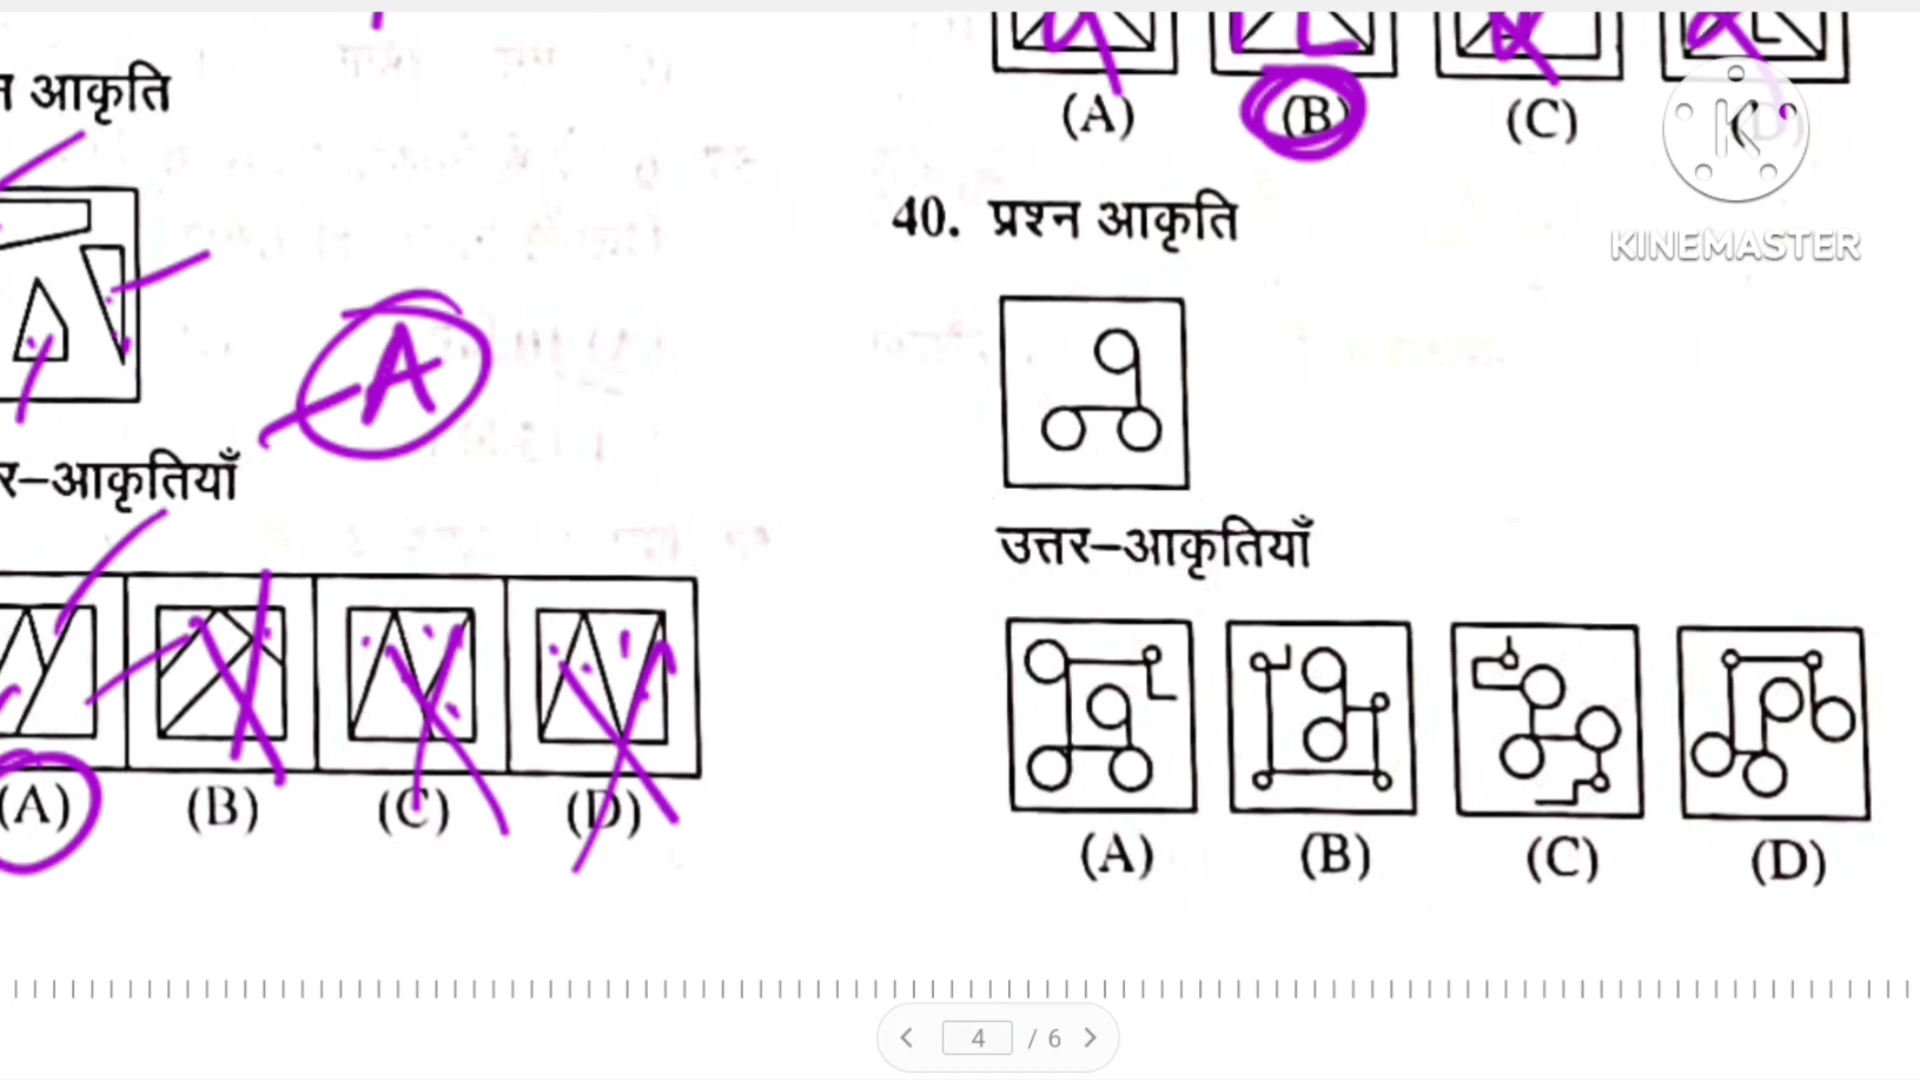 न आकृति
A
र–आकृतियाँ
(A) (B) (C) (D)
(A) (B) (C) (D)
40. प्रश्न आकृति
उत्तर–आकृतियाँ
(A) (B) (C) (D)
K
KINEMASTER
4 / 6